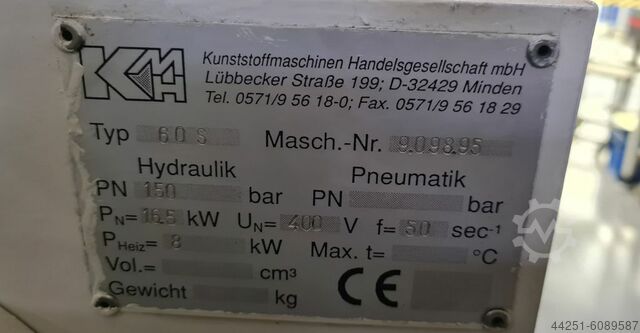 KMH
Kunststoffmaschinen Handelsgesellschaft mbH
Lübbecker Straße 199; D-32429 Minden
Tel. 0571/9 56 18-0; Fax. 0571/9 56 18 29
Typ 60 S Masch.-Nr. 9.098.95
Hydraulik Pneumatik
PN 150 bar PN bar
PN= 16.5 kW UN= 400 V f= 50 sec-¹
PHeiz= 8 kW Max. t= °C
Vol.= cm³
Gewicht kg CE
44251-6089587